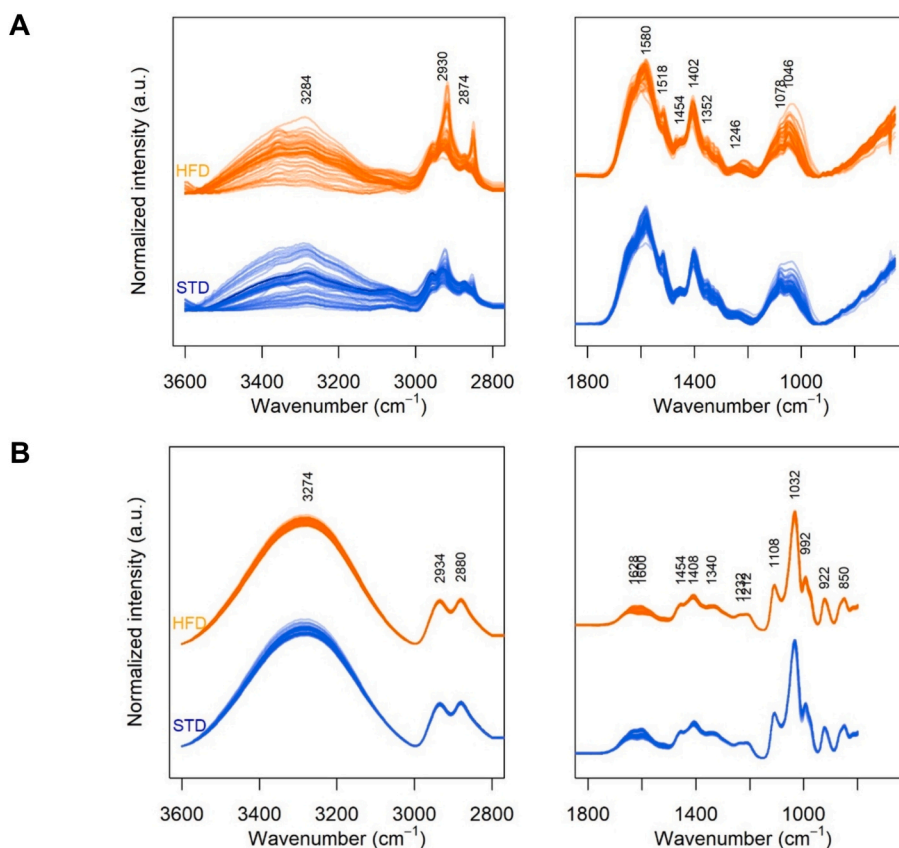 A
Normalized intensity (a.u.)
3284
2930
2874
HFD
STD
3600 3400 3200 3000 2800
Wavenumber (cm−1)
1580
1518
1454
1402
1352
1246
1078
1046
1800 1400 1000
Wavenumber (cm−1)
B
Normalized intensity (a.u.)
3274
2934
2880
HFD
STD
3600 3400 3200 3000 2800
Wavenumber (cm−1)
1628
1600
1454
1408
1340
1232
1212
1108
1032
992
922
850
1800 1400 1000
Wavenumber (cm−1)